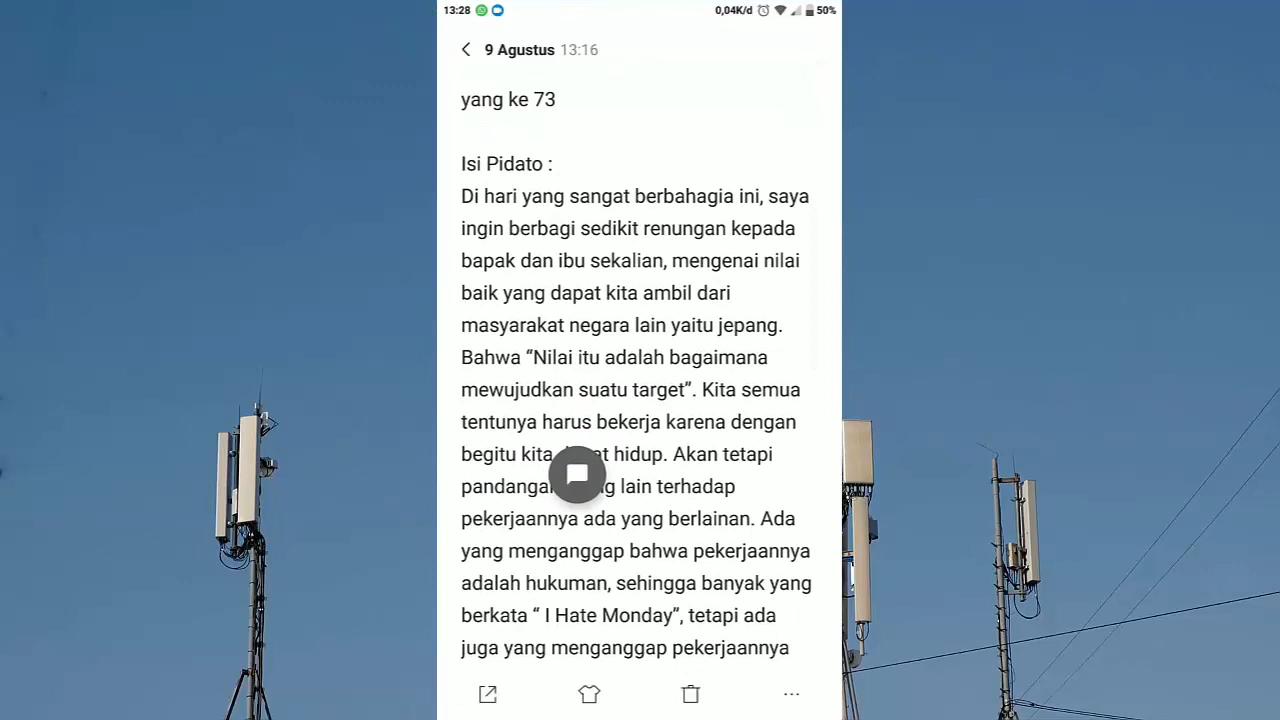 13:28
0,04K/d
50%
9 Agustus 13:16
yang ke 73
Isi Pidato :
Di hari yang sangat berbahagia ini, saya
ingin berbagi sedikit renungan kepada
bapak dan ibu sekalian, mengenai nilai
baik yang dapat kita ambil dari
masyarakat negara lain yaitu jepang.
Bahwa “Nilai itu adalah bagaimana
mewujudkan suatu target”. Kita semua
tentunya harus bekerja karena dengan
begitu kita hidup. Akan tetapi
lain terhadap
pekerjaannya ada yang berlainan. Ada
yang menganggap bahwa pekerjaannya
adalah hukuman, sehingga banyak yang
berkata “ I Hate Monday”, tetapi ada
juga yang menganggap pekerjaannya